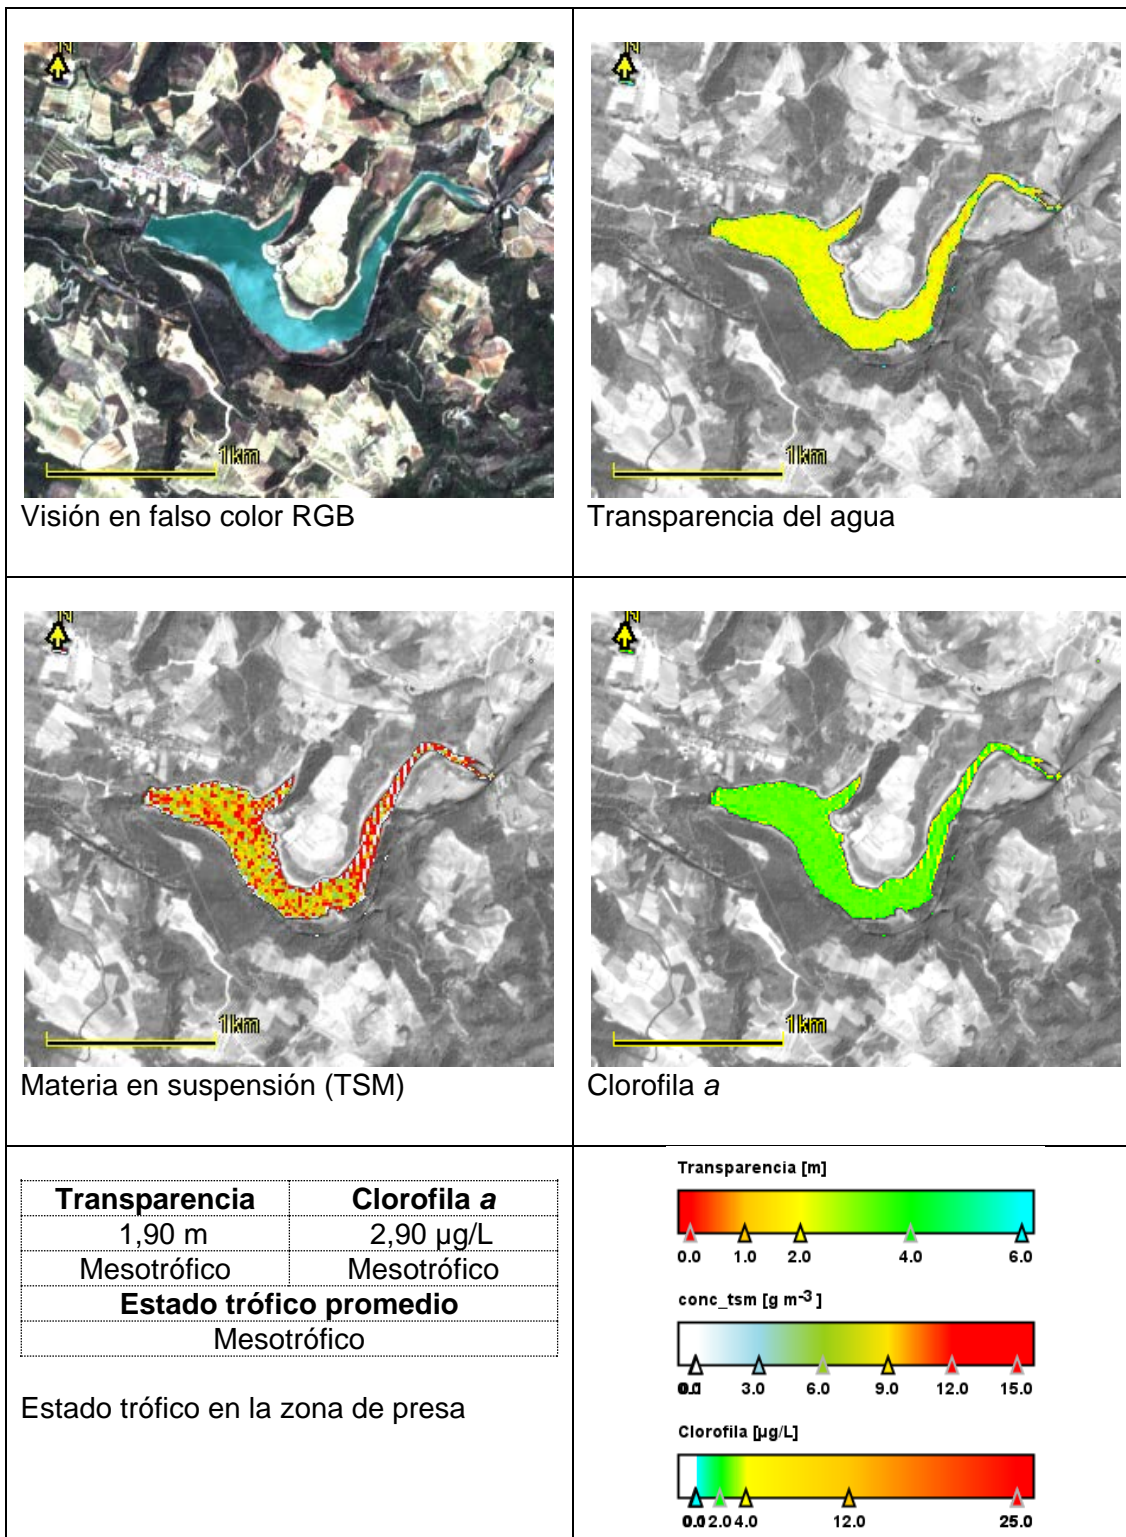 N
1km
Visión en falso color RGB
N
1km
Transparencia del agua
N
1km
Materia en suspensión (TSM)
N
1km
Clorofila a
Transparencia Clorofila a
1,90 m 2,90 µg/L
Mesotrófico Mesotrófico
Estado trófico promedio
Mesotrófico
Estado trófico en la zona de presa
Transparencia [m]
0.0 1.0 2.0 4.0 6.0
conc_tsm [g m-3]
3.0 6.0 9.0 12.0 15.0
Clorofila [µg/L]
2.0 4.0 12.0 25.0